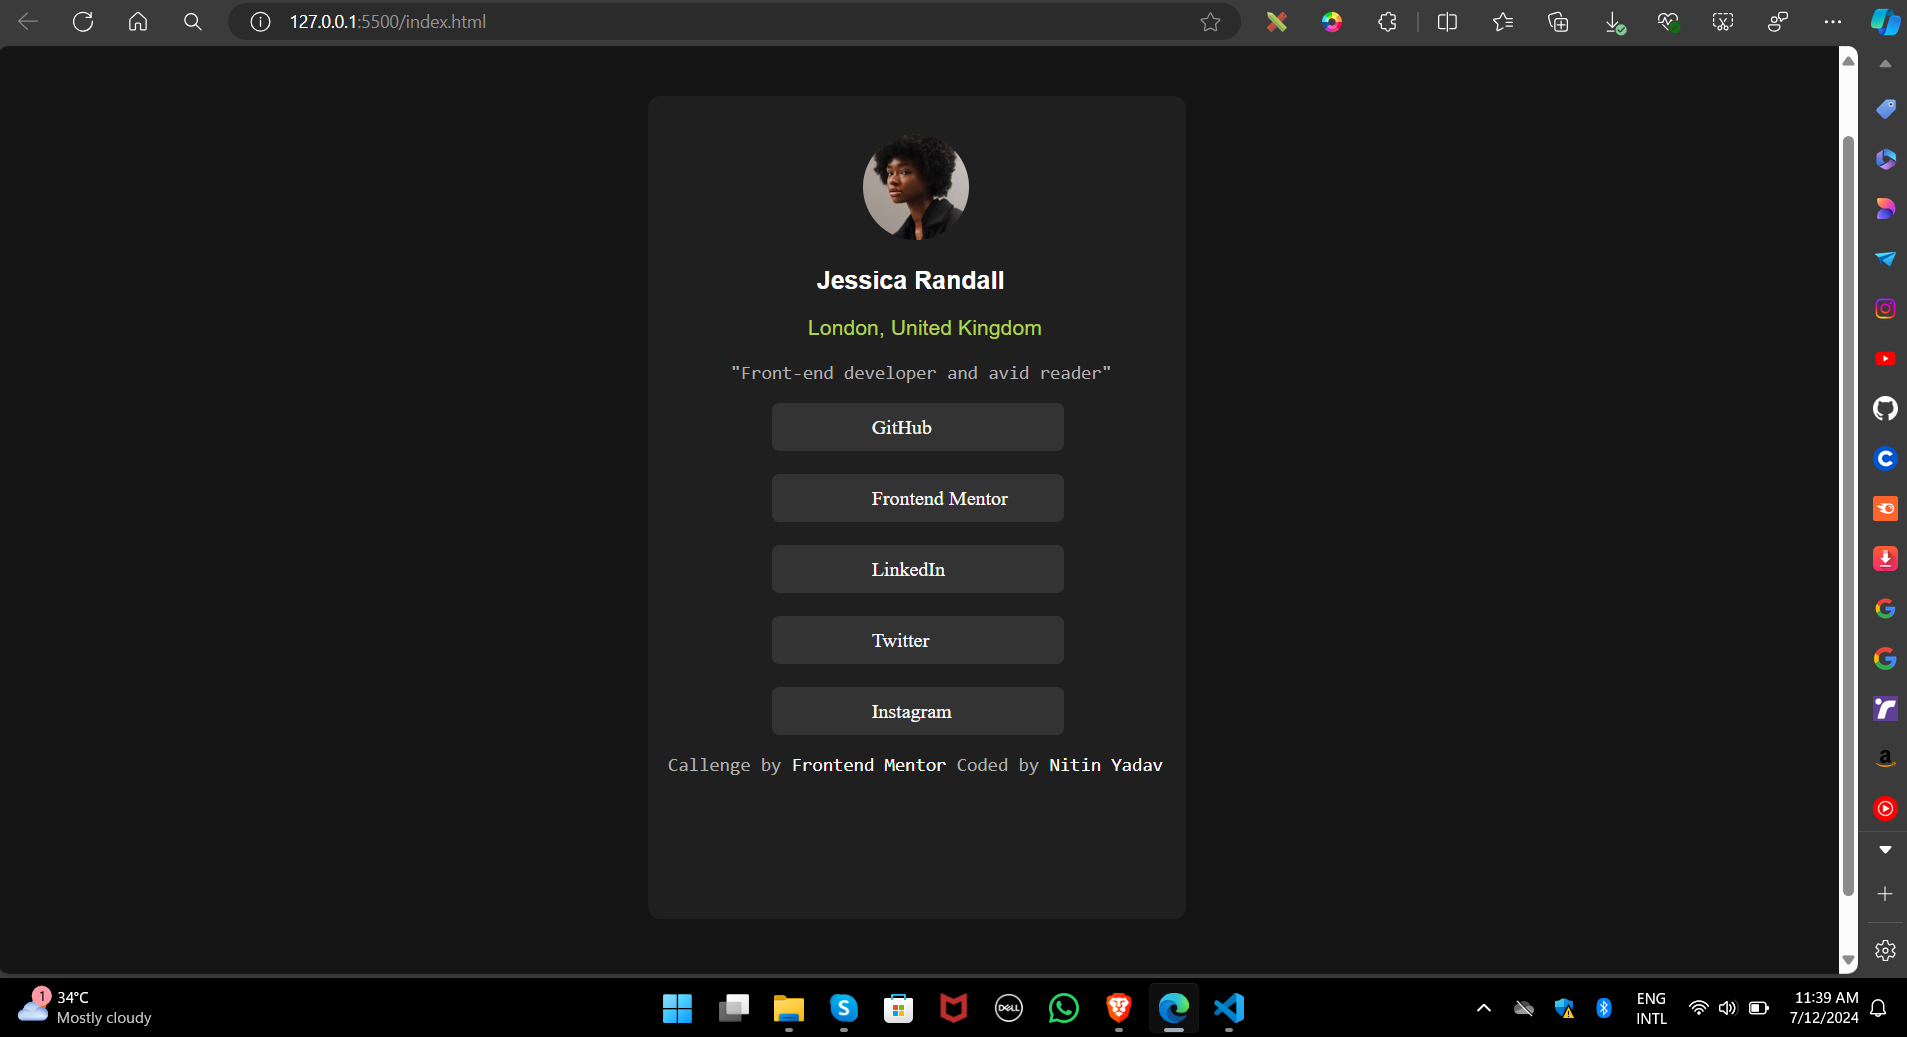 127.0.0.1:5500/index.html
Jessica Randall
London, United Kingdom
"Front-end developer and avid reader"
GitHub
Frontend Mentor
LinkedIn
Twitter
Instagram
Callenge by Frontend Mentor Coded by Nitin Yadav
1
34°C
Mostly cloudy
DELL
ENG
INTL
11:39 AM
7/12/2024